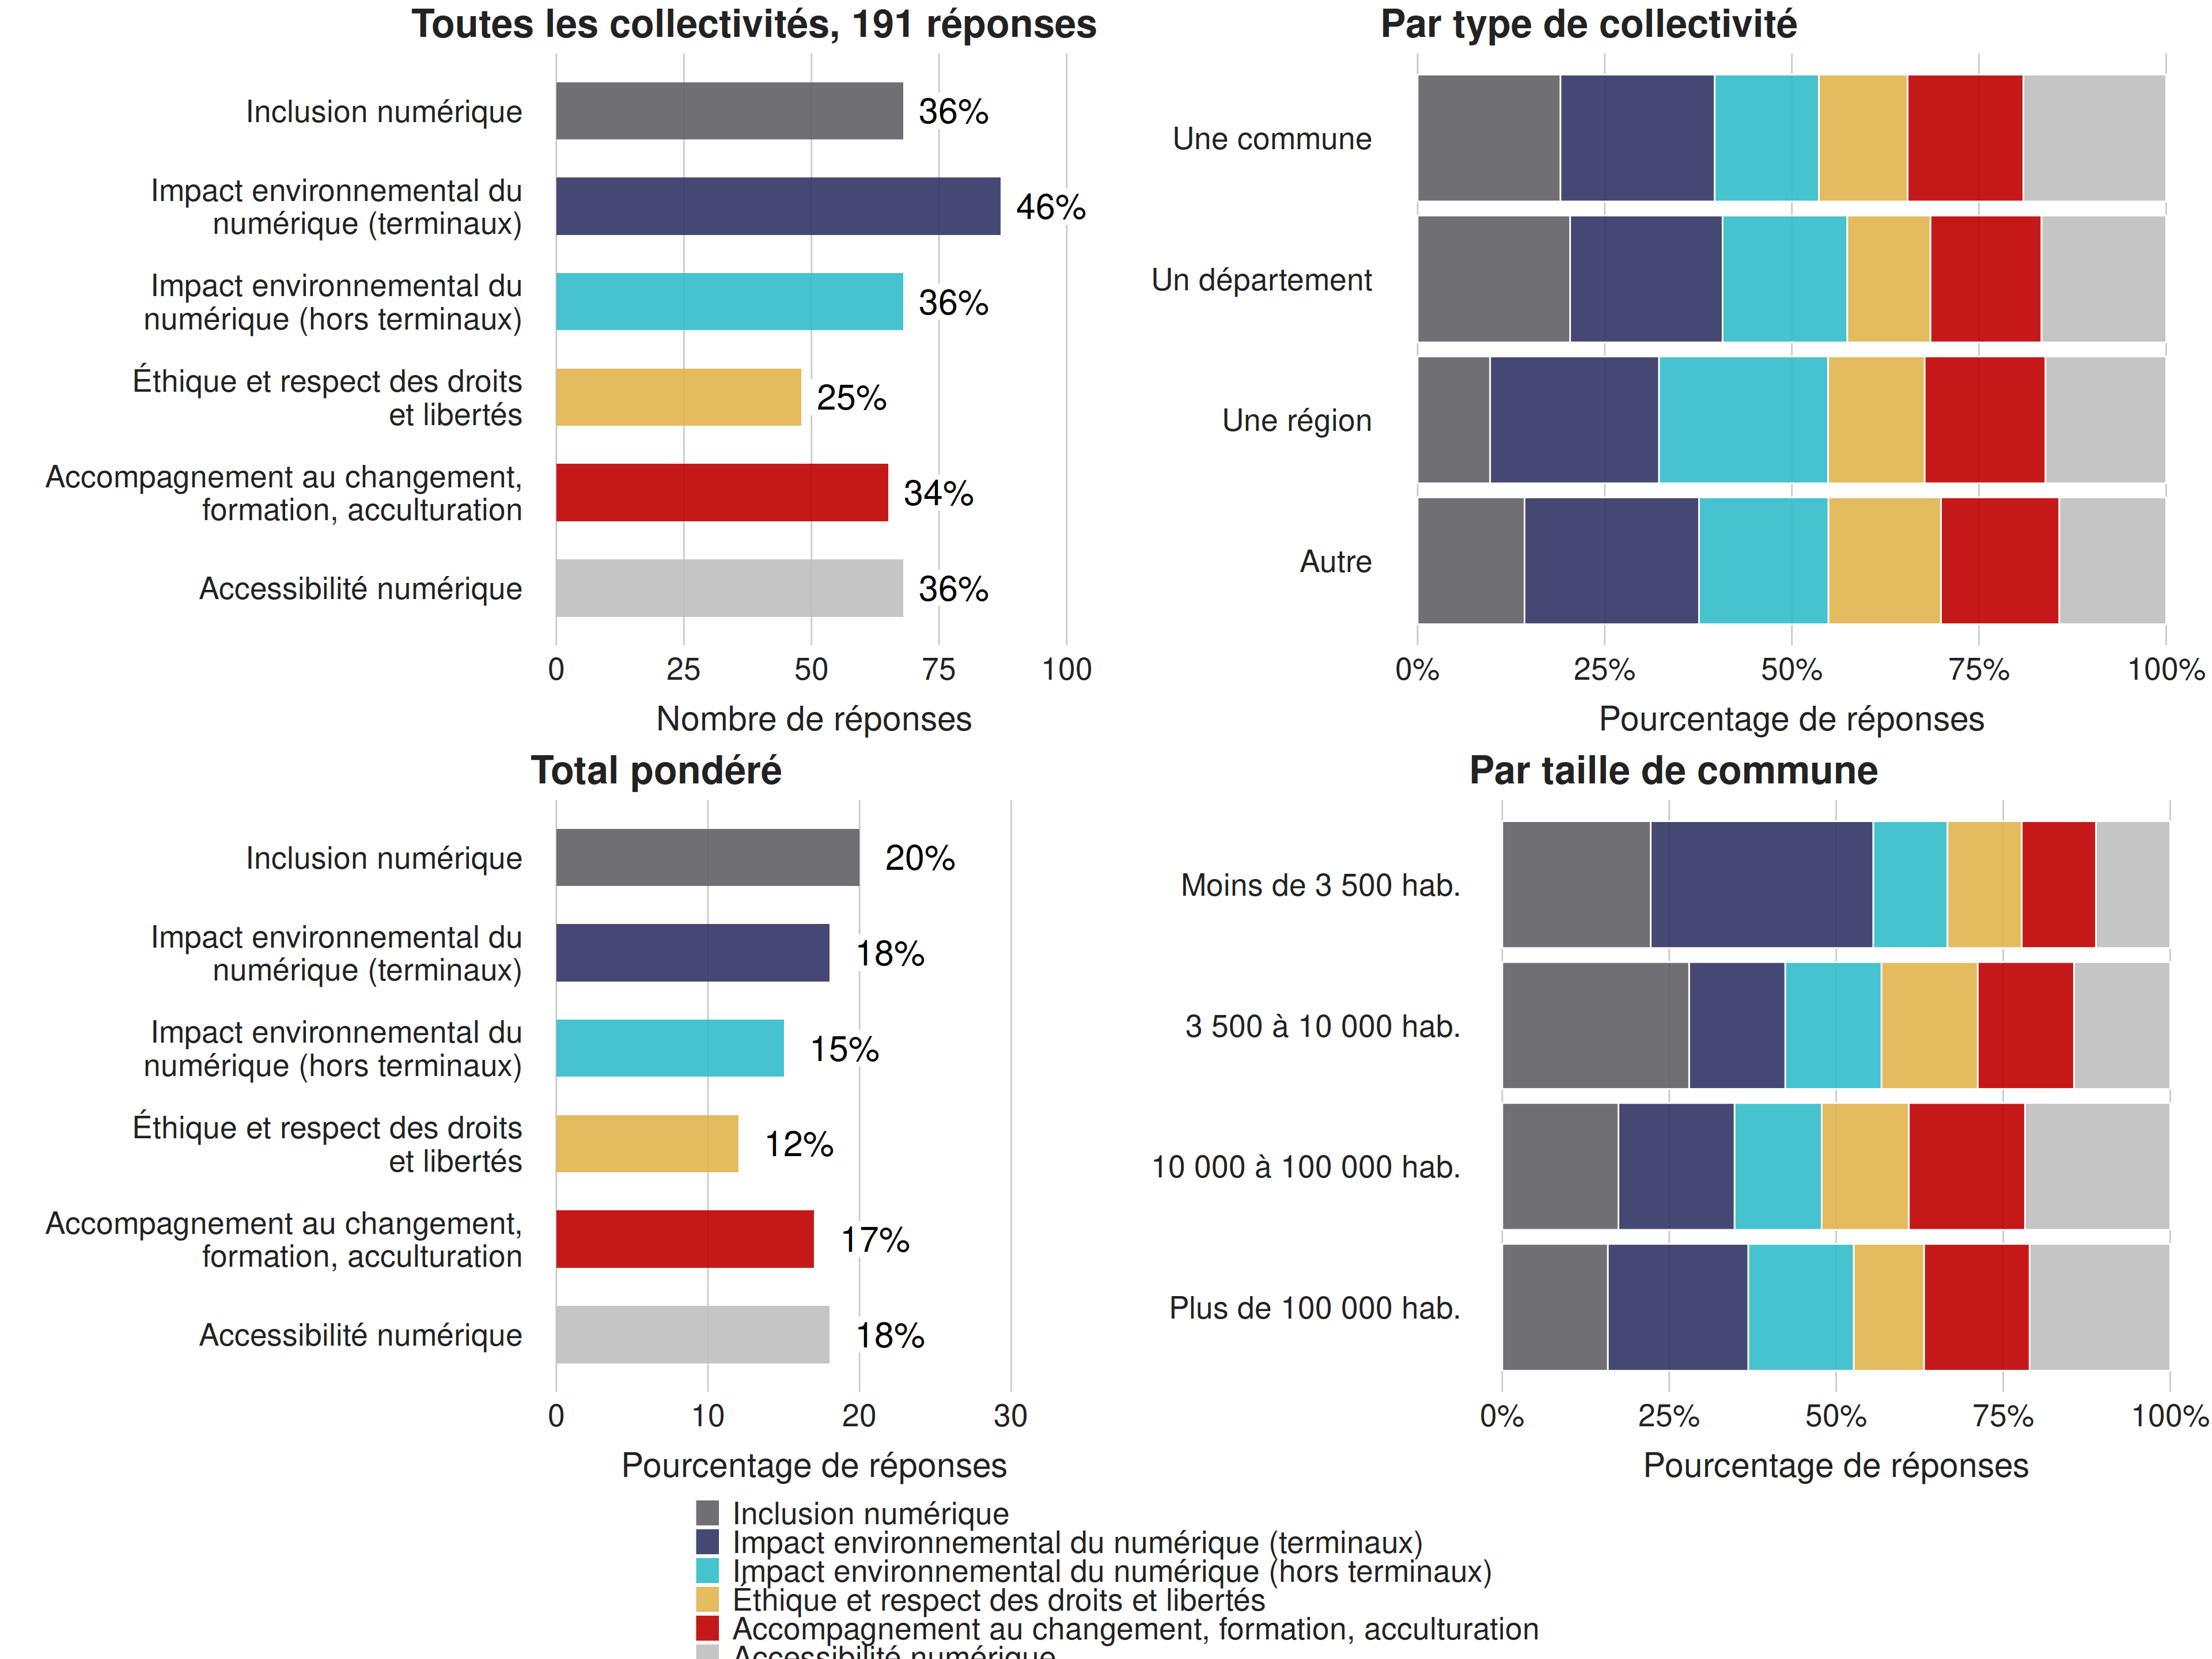 Toutes les collectivités, 191 réponses
Inclusion numérique
36%
Impact environnemental du
numérique (terminaux)
46%
Impact environnemental du
numérique (hors terminaux)
36%
Éthique et respect des droits
et libertés
25%
Accompagnement au changement,
formation, acculturation
34%
Accessibilité numérique
36%
0 25 50 75 100
Nombre de réponses
Par type de collectivité
Une commune
Un département
Une région
Autre
0% 25% 50% 75% 100%
Pourcentage de réponses
Total pondéré
Inclusion numérique
20%
Impact environnemental du
numérique (terminaux)
18%
Impact environnemental du
numérique (hors terminaux)
15%
Éthique et respect des droits
et libertés
12%
Accompagnement au changement,
formation, acculturation
17%
Accessibilité numérique
18%
0 10 20 30
Pourcentage de réponses
Par taille de commune
Moins de 3 500 hab.
3 500 à 10 000 hab.
10 000 à 100 000 hab.
Plus de 100 000 hab.
0% 25% 50% 75% 100%
Pourcentage de réponses
Inclusion numérique
Impact environnemental du numérique (terminaux)
Impact environnemental du numérique (hors terminaux)
Éthique et respect des droits et libertés
Accompagnement au changement, formation, acculturation
Accessibilité numérique